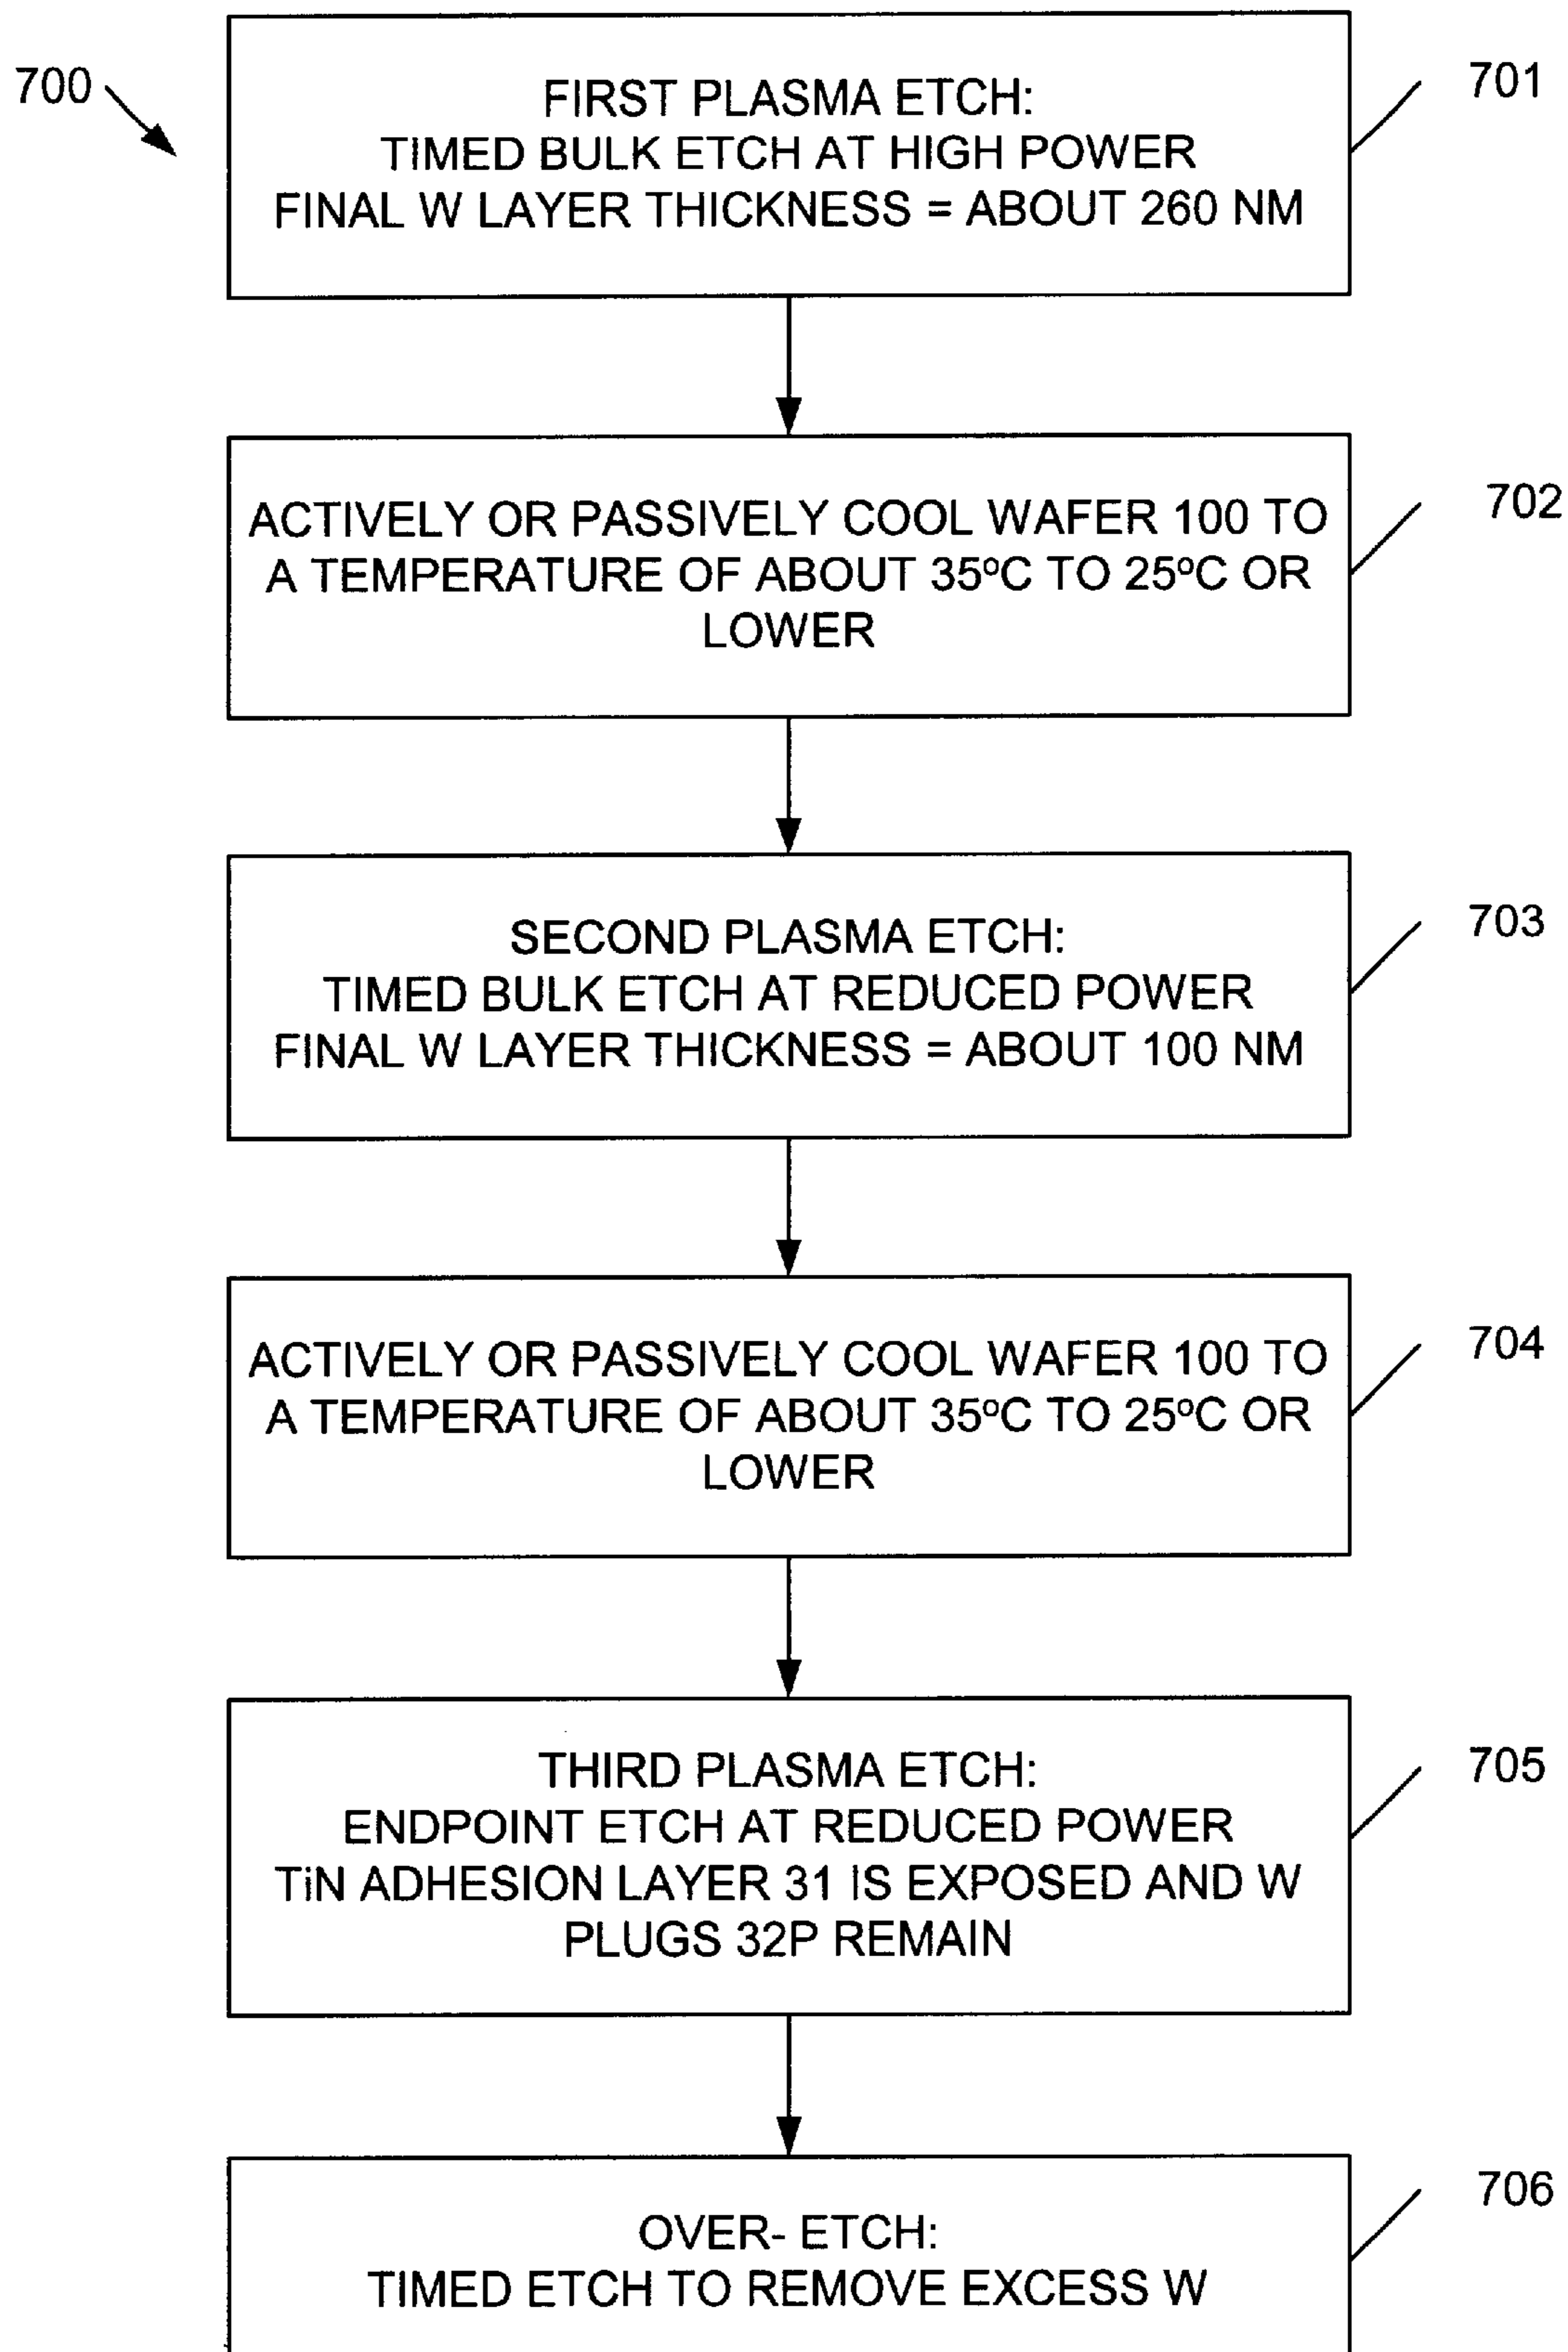 700
FIRST PLASMA ETCH:
TIMED BULK ETCH AT HIGH POWER
FINAL W LAYER THICKNESS = ABOUT 260 NM
701
ACTIVELY OR PASSIVELY COOL WAFER 100 TO
A TEMPERATURE OF ABOUT 35ºC TO 25ºC OR
LOWER
702
SECOND PLASMA ETCH:
TIMED BULK ETCH AT REDUCED POWER
FINAL W LAYER THICKNESS = ABOUT 100 NM
703
ACTIVELY OR PASSIVELY COOL WAFER 100 TO
A TEMPERATURE OF ABOUT 35ºC TO 25ºC OR
LOWER
704
THIRD PLASMA ETCH:
ENDPOINT ETCH AT REDUCED POWER
TiN ADHESION LAYER 31 IS EXPOSED AND W
PLUGS 32P REMAIN
705
OVER- ETCH:
TIMED ETCH TO REMOVE EXCESS W
706